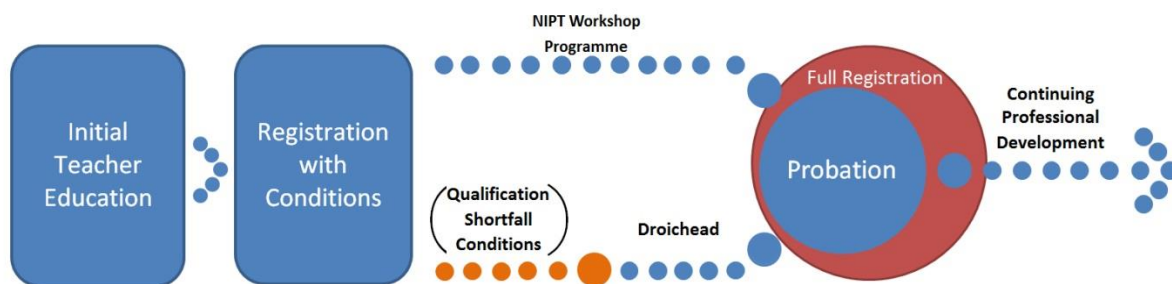 Initial
Teacher
Education
Registration
with
Conditions
NIPT Workshop
Programme
(Qualification
Shortfall
Conditions)
Droichead
Full Registration
Probation
Continuing
Professional
Development